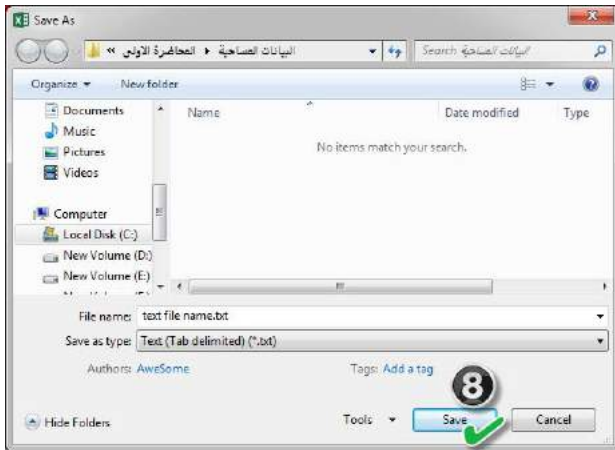 Save As
« المحاضرة الاولى ▸ البيانات المساحية
Search البيانات المساحية
Organize
New folder
Name
Date modified
Type
Documents
Music
Pictures
Videos
No items match your search.
Computer
Local Disk (C:)
New Volume (D:)
New Volume (E:)
File name: text file name.txt
Save as type: Text (Tab delimited) (*.txt)
Authors: AweSome
Tags: Add a tag
8
Hide Folders
Tools
Save
Cancel